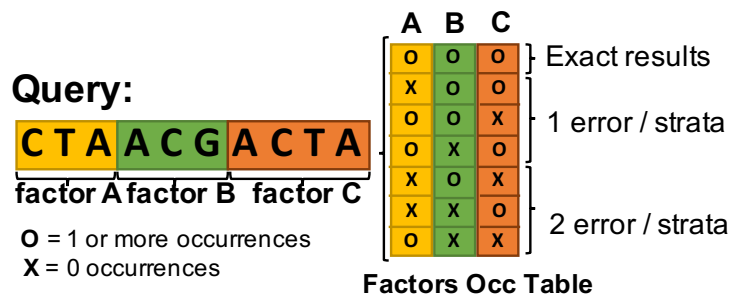 Query:
C T A A C G A C T A
factor A factor B factor C
O = 1 or more occurrences
X = 0 occurrences
A B C
O O O
X O O
O O X
O X O
X O X
X X O
O X X
Exact results
1 error / strata
2 error / strata
Factors Occ Table